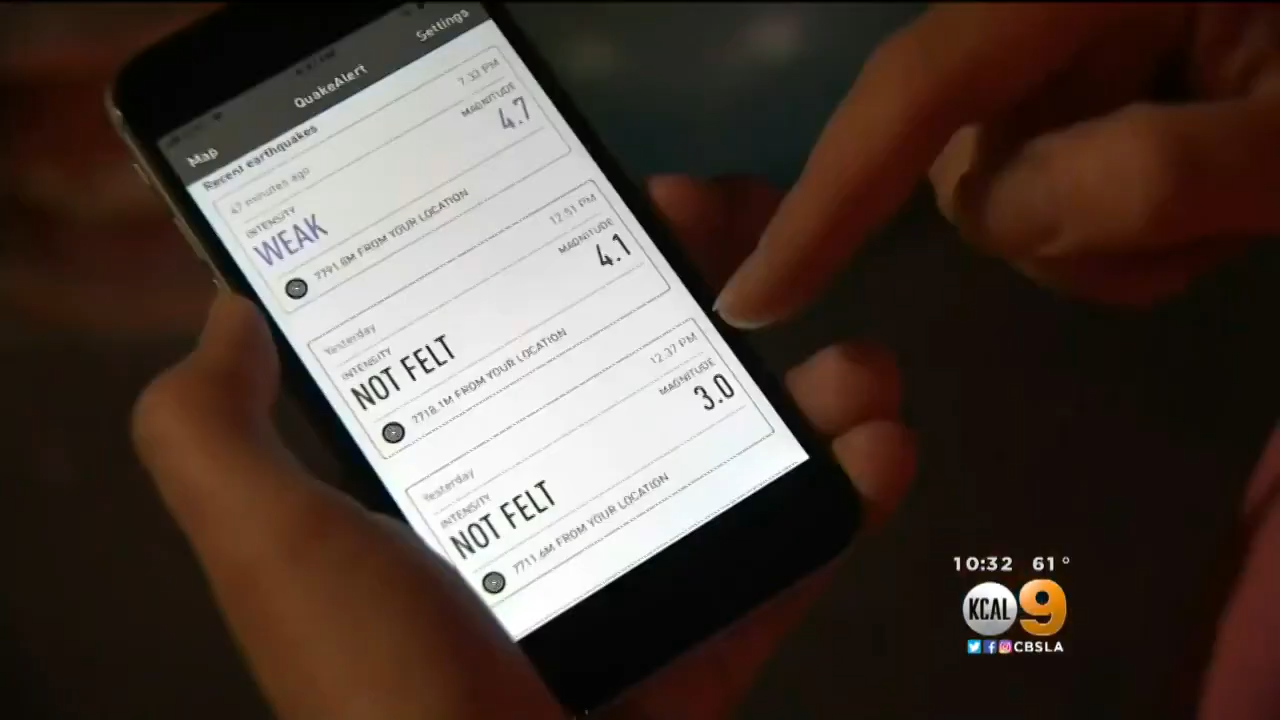 Map
QuakeAlert
Settings
Recent earthquakes
47 minutes ago
7:33 PM
INTENSITY
WEAK
MAGNITUDE
4.7
7791.8M FROM YOUR LOCATION
Yesterday
12:51 PM
INTENSITY
NOT FELT
MAGNITUDE
4.1
7718.1M FROM YOUR LOCATION
Yesterday
12:37 PM
INTENSITY
NOT FELT
MAGNITUDE
3.0
7711.6M FROM YOUR LOCATION
10:32 61°
KCAL 9
CBSLA